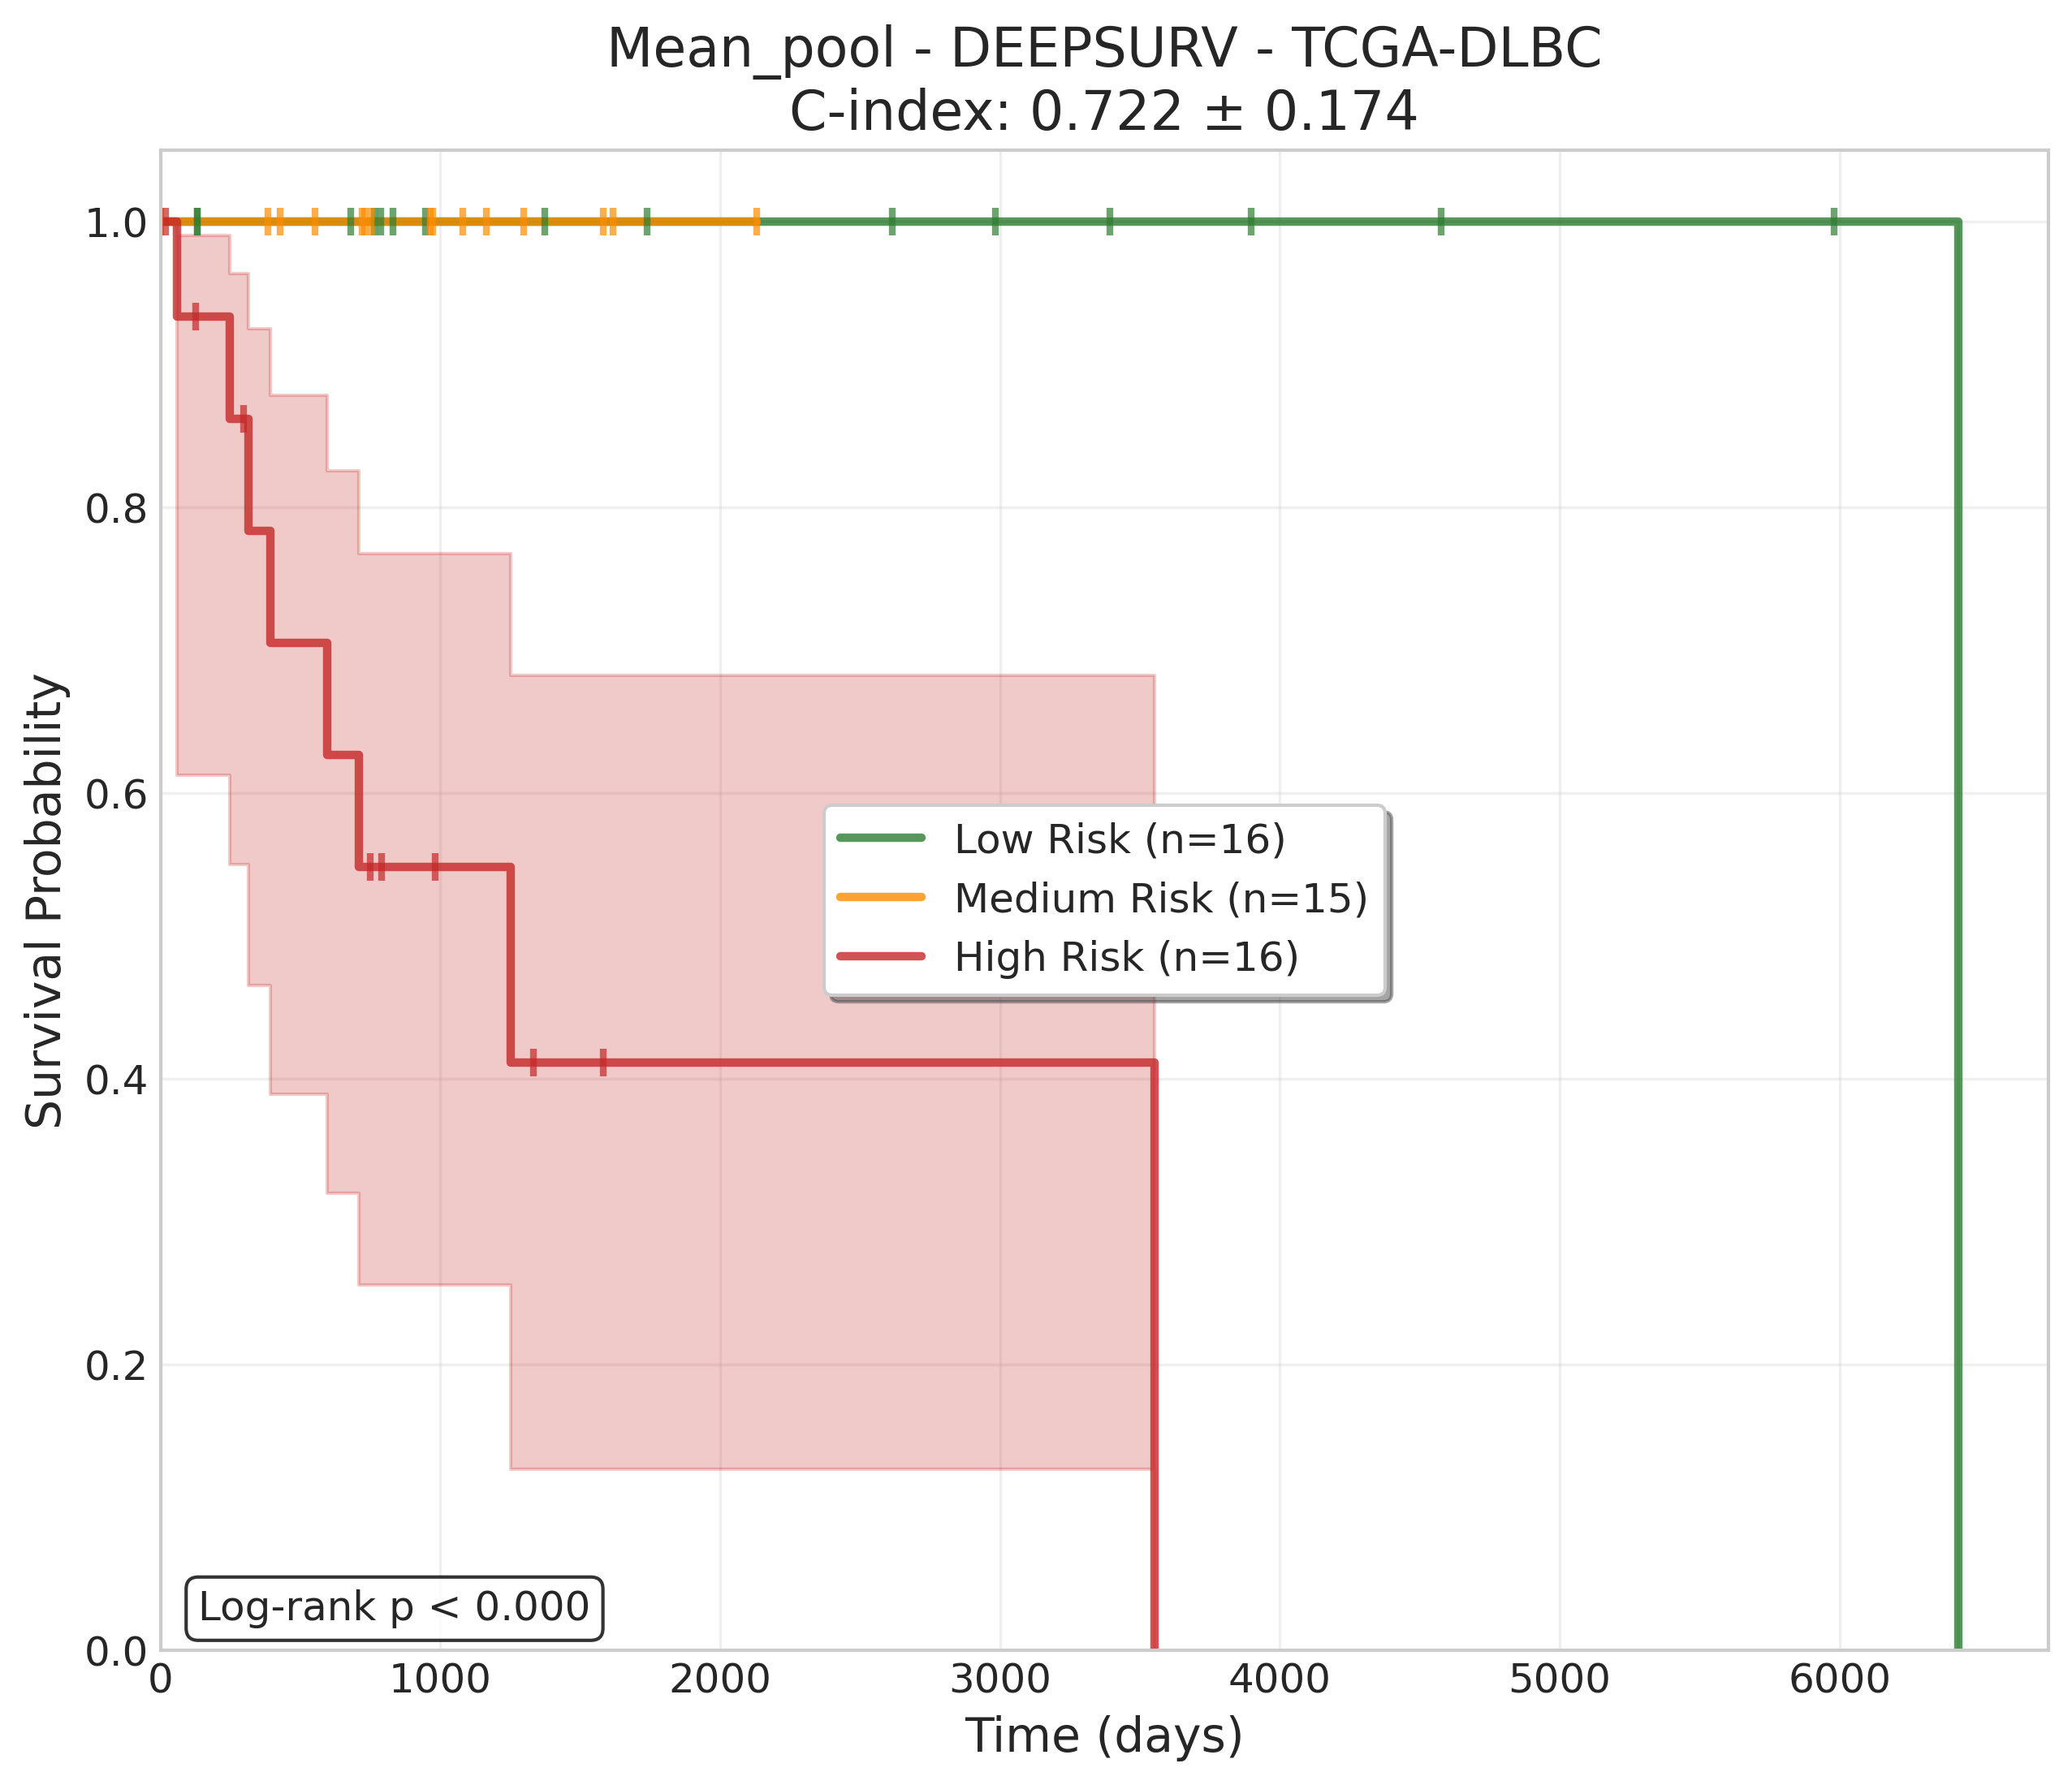 Mean_pool - DEEPSURV - TCGA-DLBC
C-index: 0.722 ± 0.174
Survival Probability
1.0
0.8
0.6
0.4
0.2
0.0
Low Risk (n=16)
Medium Risk (n=15)
High Risk (n=16)
Log-rank p < 0.000
0 1000 2000 3000 4000 5000 6000
Time (days)